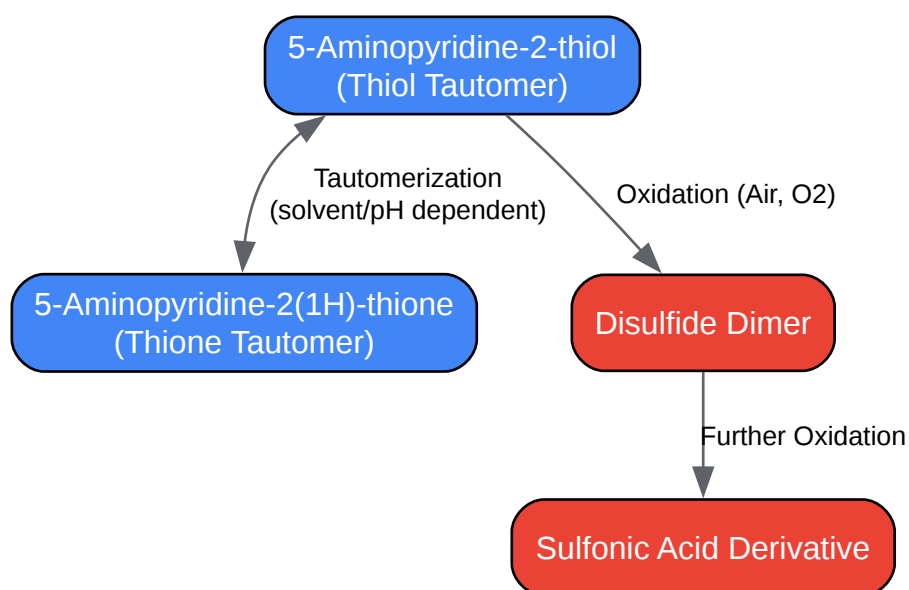 5-Aminopyridine-2-thiol
(Thiol Tautomer)
Tautomerization
(solvent/pH dependent)
Oxidation (Air, O2)
5-Aminopyridine-2(1H)-thione
(Thione Tautomer)
Disulfide Dimer
Further Oxidation
Sulfonic Acid Derivative